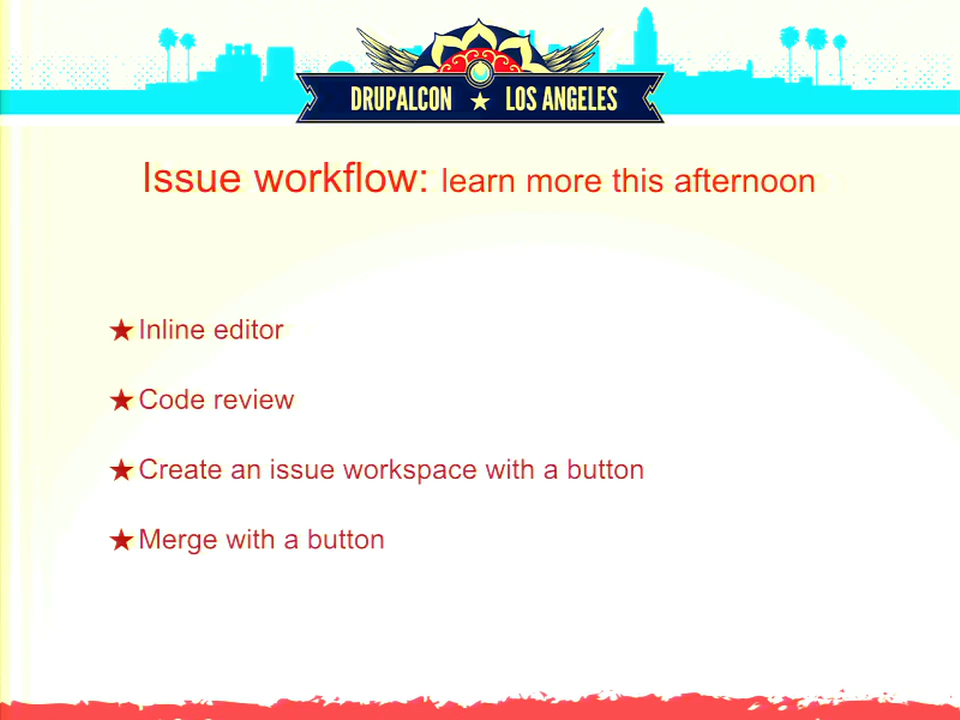 DRUPALCON ★ LOS ANGELES
Issue workflow: learn more this afternoon
★ Inline editor
★ Code review
★ Create an issue workspace with a button
★ Merge with a button